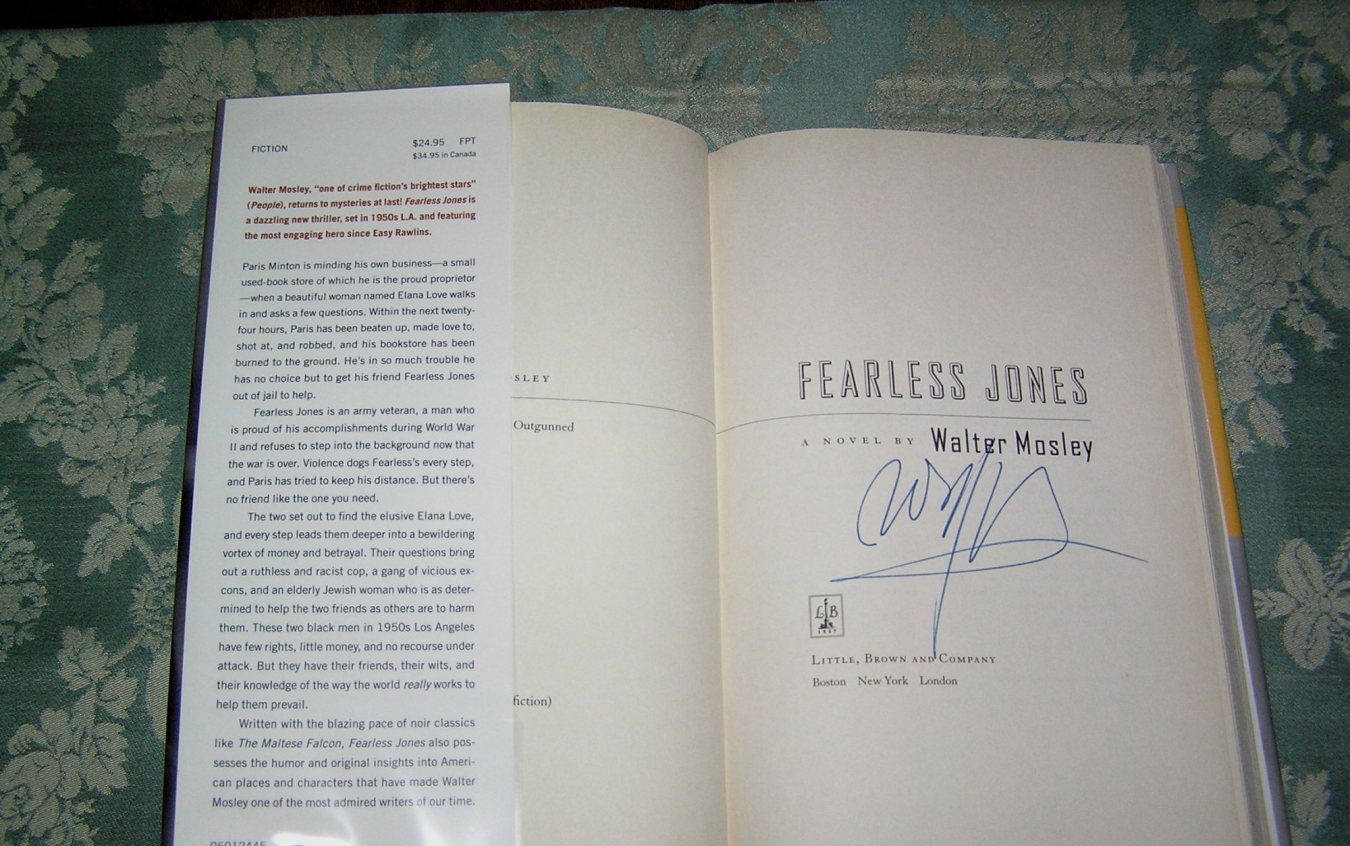 FICTION
$24.95 FPT
$34.95 in Canada
Walter Mosley, "one of crime fiction's brightest stars"
(People), returns to mysteries at last! Fearless Jones is
a dazzling new thriller, set in 1950s L.A. and featuring
the most engaging hero since Easy Rawlins.
Paris Minton is minding his own business—a small
used-book store of which he is the proud proprietor
—when a beautiful woman named Elana Love walks
in and asks a few questions. Within the next twenty-
four hours, Paris has been beaten up, made love to,
shot at, and robbed, and his bookstore has been
burned to the ground. He's in so much trouble he
has no choice but to get his friend Fearless Jones
out of jail to help.
Fearless Jones is an army veteran, a man who
is proud of his accomplishments during World War
II and refuses to step into the background now that
the war is over. Violence dogs Fearless's every step,
and Paris has tried to keep his distance. But there's
no friend like the one you need.
The two set out to find the elusive Elana Love,
and every step leads them deeper into a bewildering
vortex of money and betrayal. Their questions bring
out a ruthless and racist cop, a gang of vicious ex-
cons, and an elderly Jewish woman who is as deter-
mined to help the two friends as others are to harm
them. These two black men in 1950s Los Angeles
have few rights, little money, and no recourse under
attack. But they have their friends, their wits, and
their knowledge of the way the world really works to
help them prevail.
Written with the blazing pace of noir classics
like The Maltese Falcon, Fearless Jones also pos-
sesses the humor and original insights into Ameri-
can places and characters that have made Walter
Mosley one of the most admired writers of our time.
SLEY
Outgunned
fiction)
FEARLESS JONES
A NOVEL BY Walter Mosley
L B
1837
LITTLE, BROWN AND COMPANY
Boston New York London